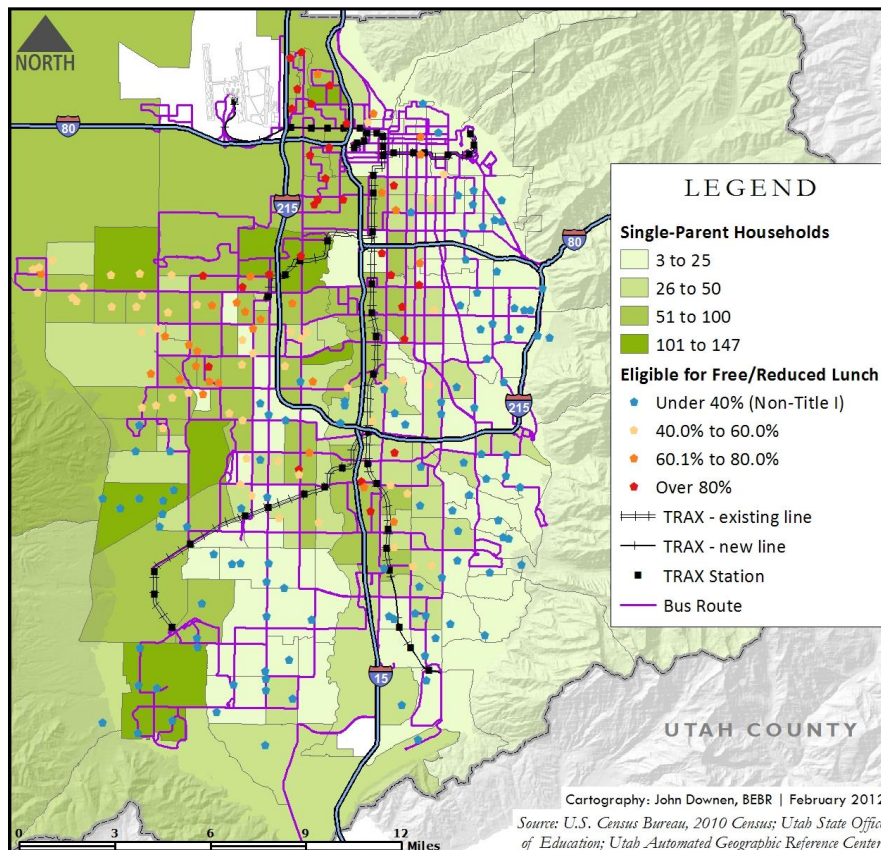 NORTH
80
215
80
215
15
LEGEND
Single-Parent Households
3 to 25
26 to 50
51 to 100
101 to 147
Eligible for Free/Reduced Lunch
Under 40% (Non-Title I)
40.0% to 60.0%
60.1% to 80.0%
Over 80%
TRAX - existing line
TRAX - new line
TRAX Station
Bus Route
UTAH COUNTY
Cartography: John Downen, BEBR | February 2012
Source: U.S. Census Bureau, 2010 Census; Utah State Office
of Education; Utah Automated Geographic Reference Center
0 3 6 9 12
Miles